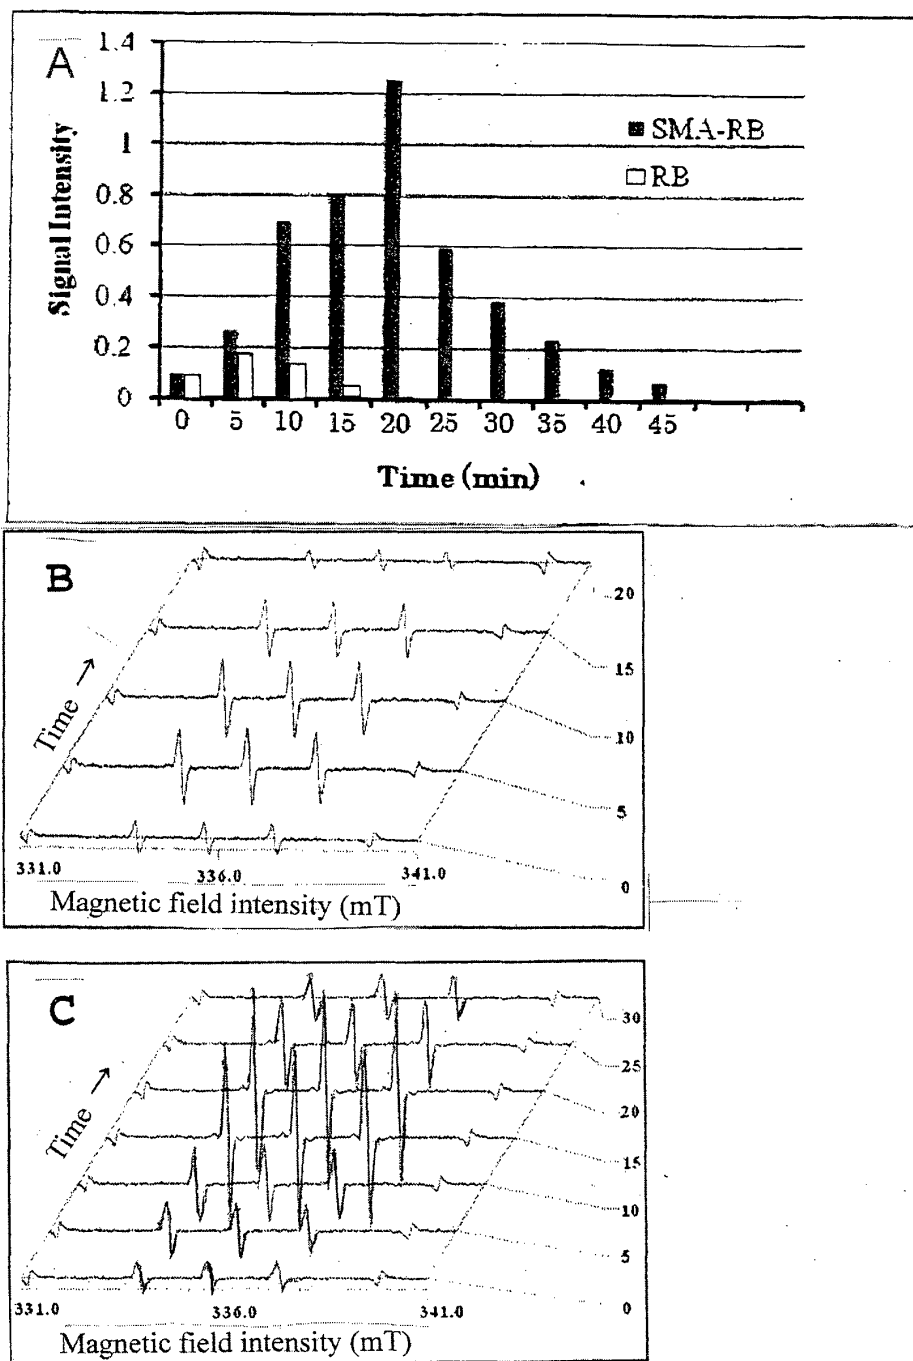 A
1.4
1.2
1
0.8
0.6
0.4
0.2
0
Signal Intensity
SMA-RB
RB
0 5 10 15 20 25 30 35 40 45
Time (min)
B
Time →
20
15
10
5
0
331.0 336.0 341.0
Magnetic field intensity (mT)
C
Time →
30
25
20
15
10
5
0
331.0 336.0 341.0
Magnetic field intensity (mT)